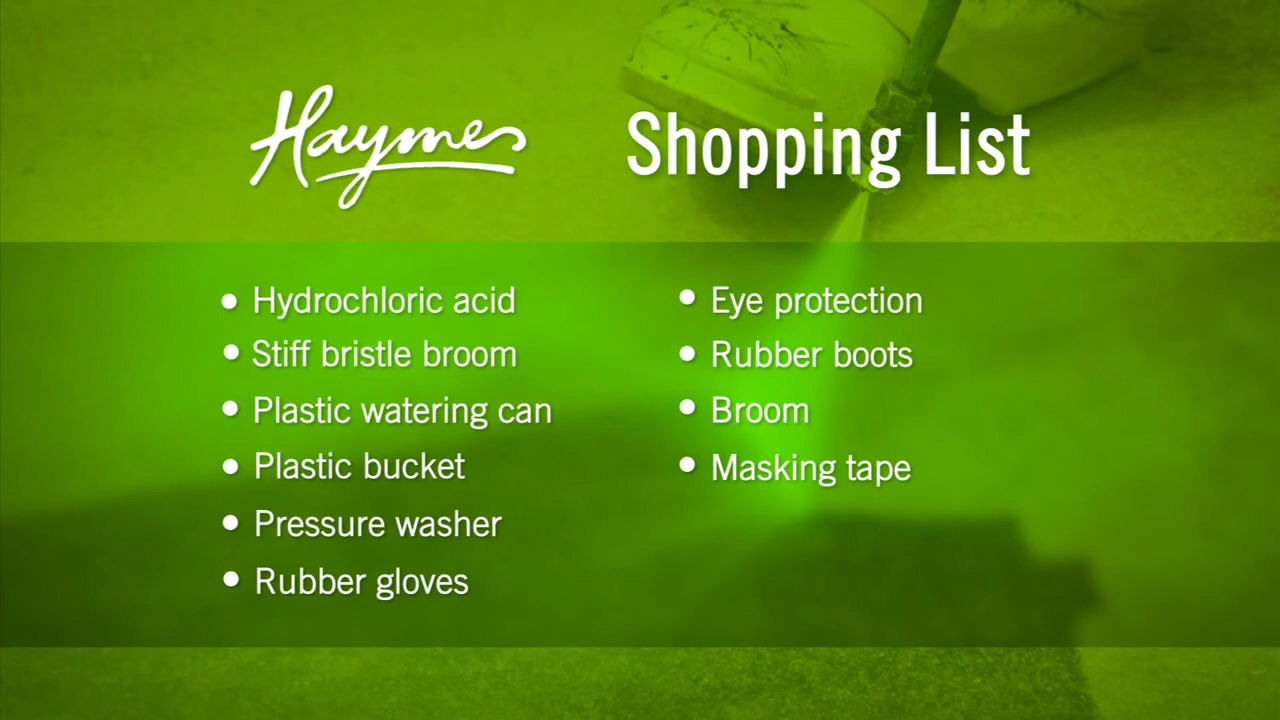 Haymes
Shopping List
• Hydrochloric acid
• Stiff bristle broom
• Plastic watering can
• Plastic bucket
• Pressure washer
• Rubber gloves
• Eye protection
• Rubber boots
• Broom
• Masking tape